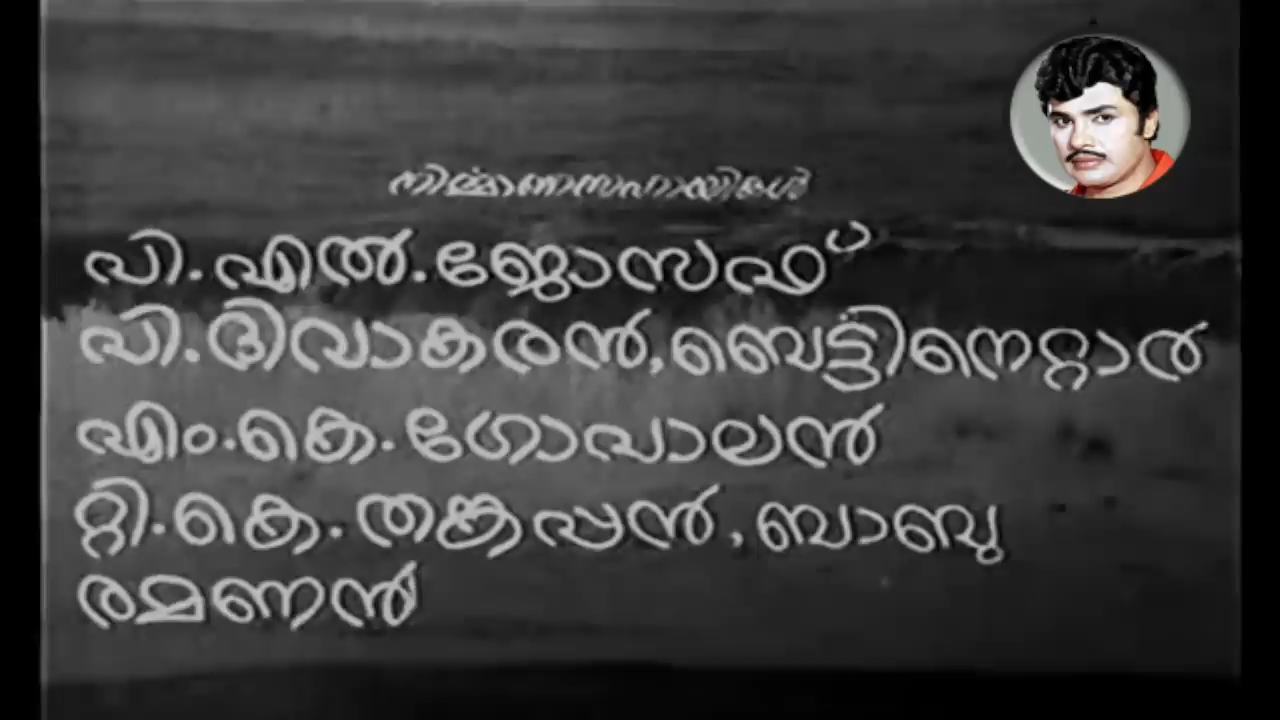 നിർമ്മാണസഹായികൾ
പി.എൽ.ജോസഫ്
പി.ദിവാകരൻ,ബെട്ടിനെറ്റാർ
എം.കെ.ഗോപാലൻ
റ്റി.കെ.തങ്കപ്പൻ,ബാബു
രമണൻ